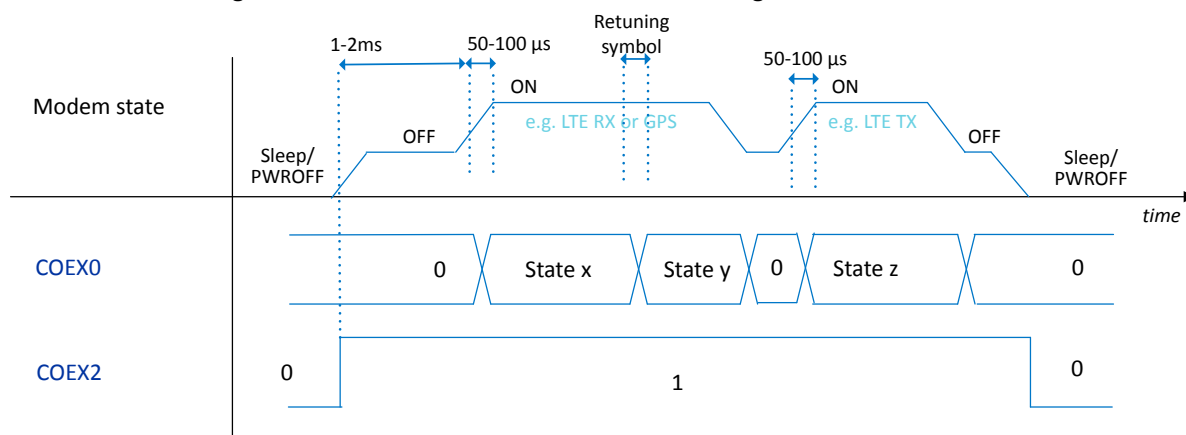 Retuning
symbol
1-2ms
50-100 µs
50-100 µs
ON
ON
Modem state
e.g. LTE RX or GPS
e.g. LTE TX
OFF
OFF
Sleep/
PWROFF
Sleep/
PWROFF
time
COEX0
0
State x
State y
0
State z
0
COEX2
0
1
0